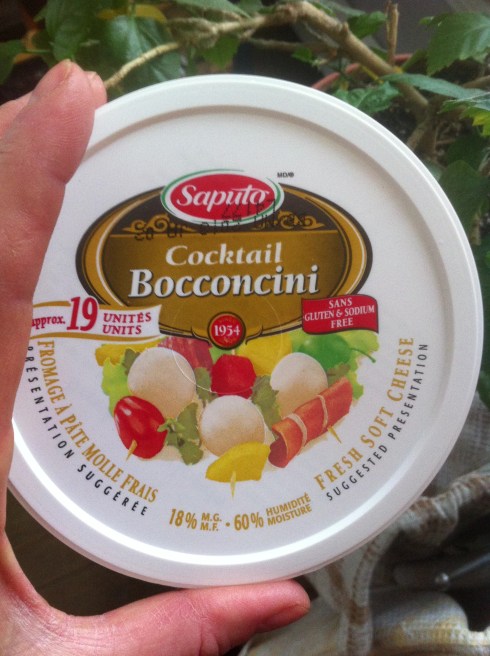 MD/®
Saputo
Cocktail
Bocconcini
1954
Approx. 19 UNITÉS
UNITS
SANS
GLUTEN & SODIUM
FREE
FROMAGE À PÂTE MOLLE FRAIS
PRÉSENTATION SUGGÉRÉE
18% M.G.
M.F. • 60% HUMIDITÉ
MOISTURE
FRESH SOFT CHEESE
SUGGESTED PRESENTATION